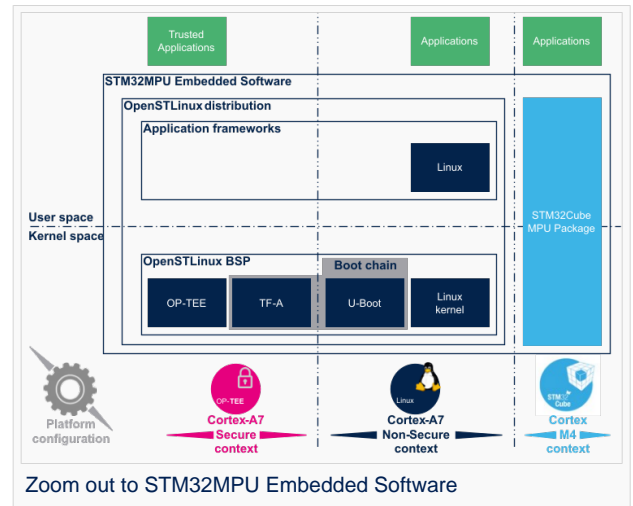 Trusted
Applications
Applications
Applications
STM32MPU Embedded Software
OpenSTLinux distribution
Application frameworks
Linux
User space
Kernel space
STM32Cube
MPU Package
OpenSTLinux BSP
Boot chain
OP-TEE
TF-A
U-Boot
Linux
kernel
OP-TEE
Linux
STM32
Cube
Platform
configuration
Cortex-A7
Secure
context
Cortex-A7
Non-Secure
context
Cortex
M4
context
Zoom out to STM32MPU Embedded Software